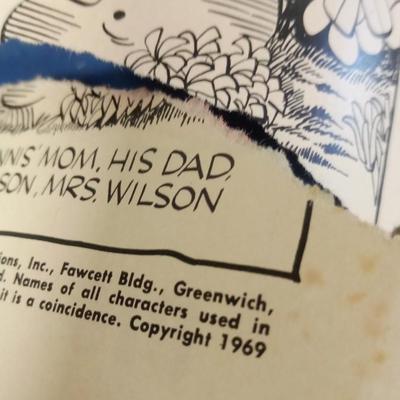 NNIS MOM, HIS DAD,
SON, MRS. WILSON
ions, Inc., Fawcett Bldg., Greenwich,
d. Names of all characters used in
it is a coincidence. Copyright 1969